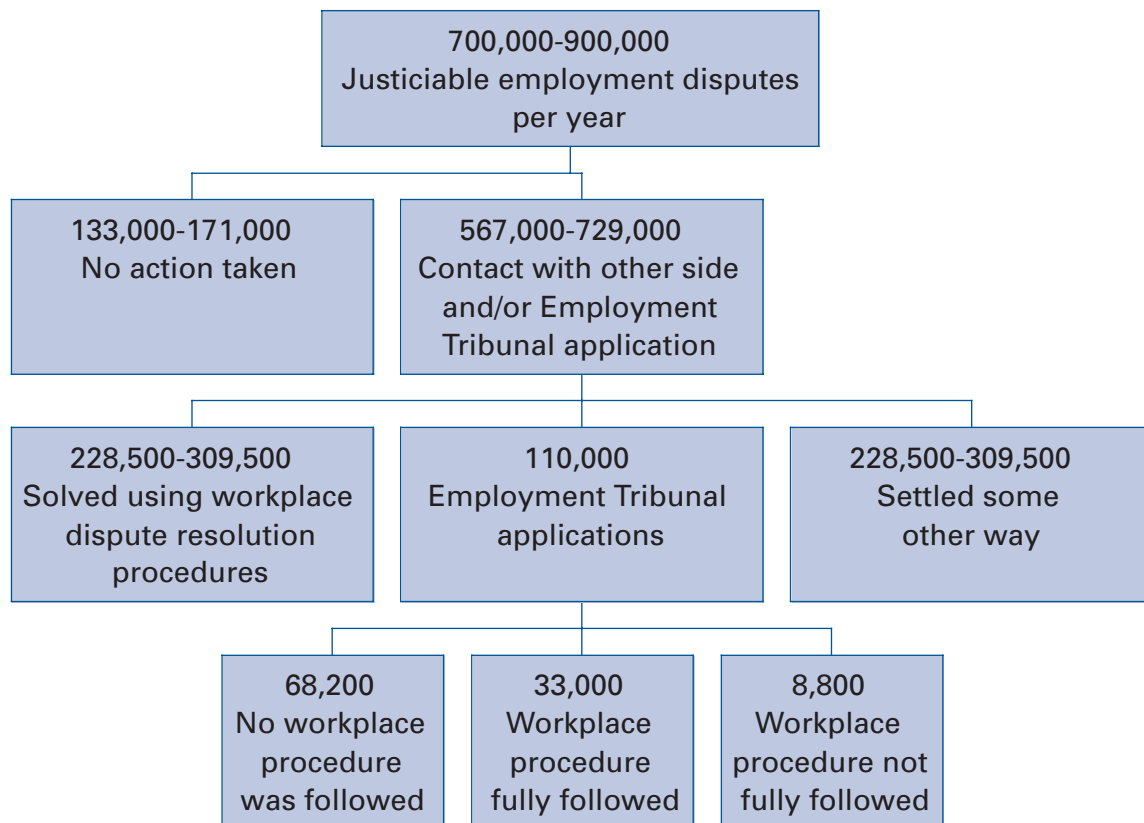 700,000-900,000
Justiciable employment disputes
per year
133,000-171,000
No action taken
567,000-729,000
Contact with other side
and/or Employment
Tribunal application
228,500-309,500
Solved using workplace
dispute resolution
procedures
110,000
Employment Tribunal
applications
228,500-309,500
Settled some
other way
68,200
No workplace
procedure
was followed
33,000
Workplace
procedure
fully followed
8,800
Workplace
procedure not
fully followed